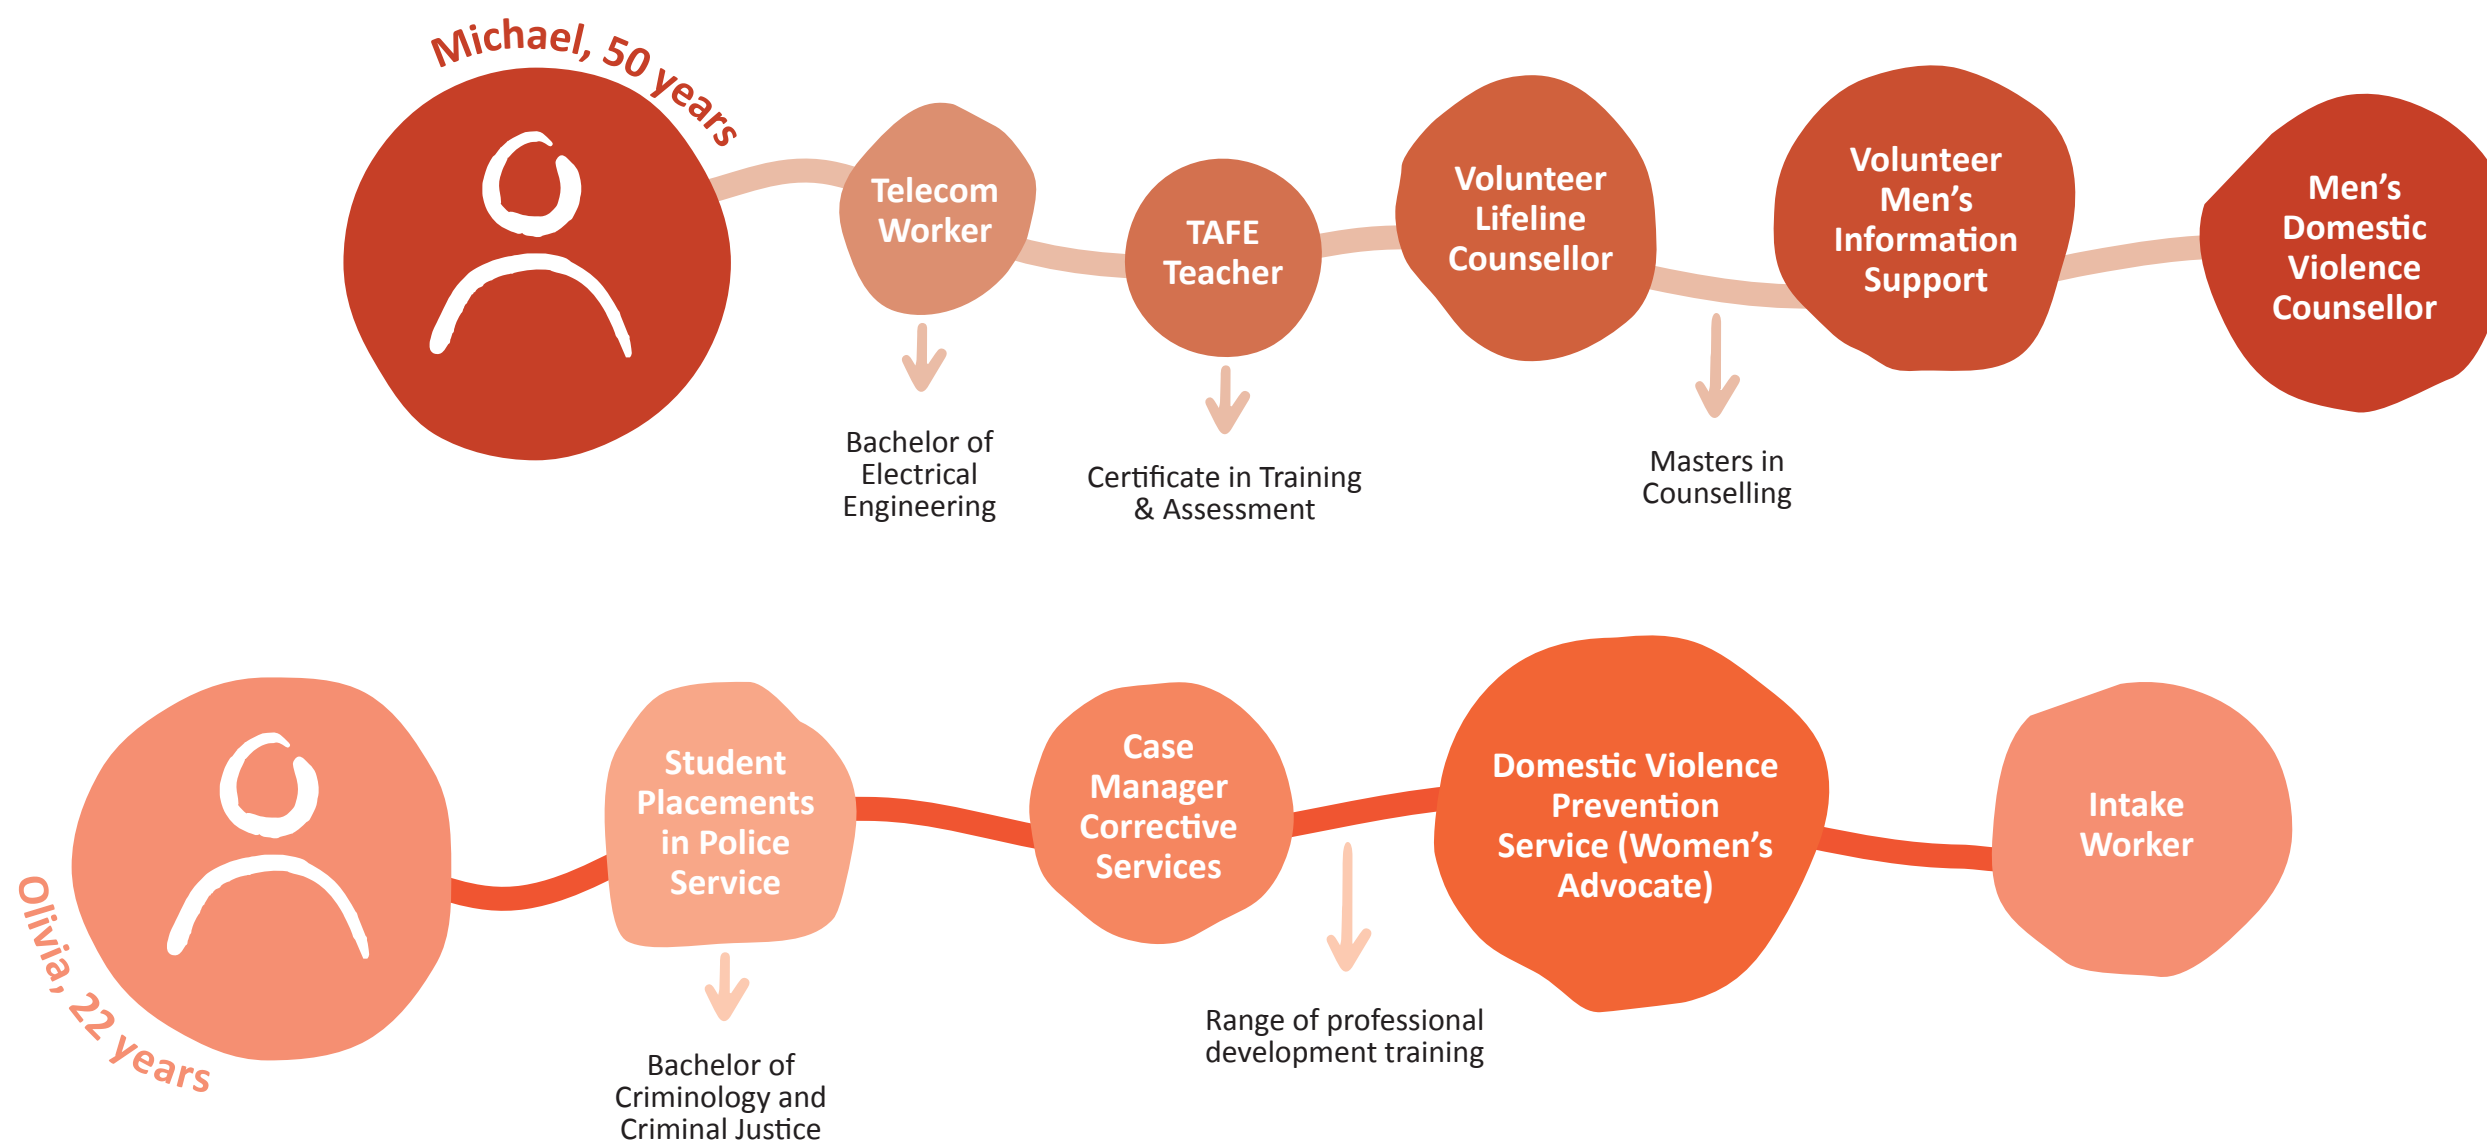 Michael, 50 years
Telecom
Worker
TAFE
Teacher
Volunteer
Lifeline
Counsellor
Volunteer
Men’s
Information
Support
Men’s
Domestic
Violence
Counsellor
Bachelor of
Electrical
Engineering
Certificate in Training
& Assessment
Masters in
Counselling
Olivia, 22 years
Student
Placements
in Police
Service
Case
Manager
Corrective
Services
Domestic Violence
Prevention
Service (Women’s
Advocate)
Intake
Worker
Bachelor of
Criminology and
Criminal Justice
Range of professional
development training